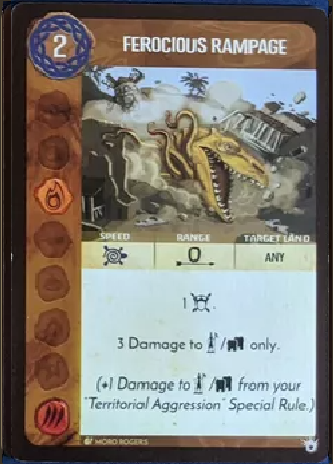 2 FEROCIOUS RAMPAGE
SPEED RANGE TARGET LAND
0 ANY
1 .
3 Damage to / only.
(+1 Damage to / from your
"Territorial Aggression" Special Rule.)
MORO ROGERS